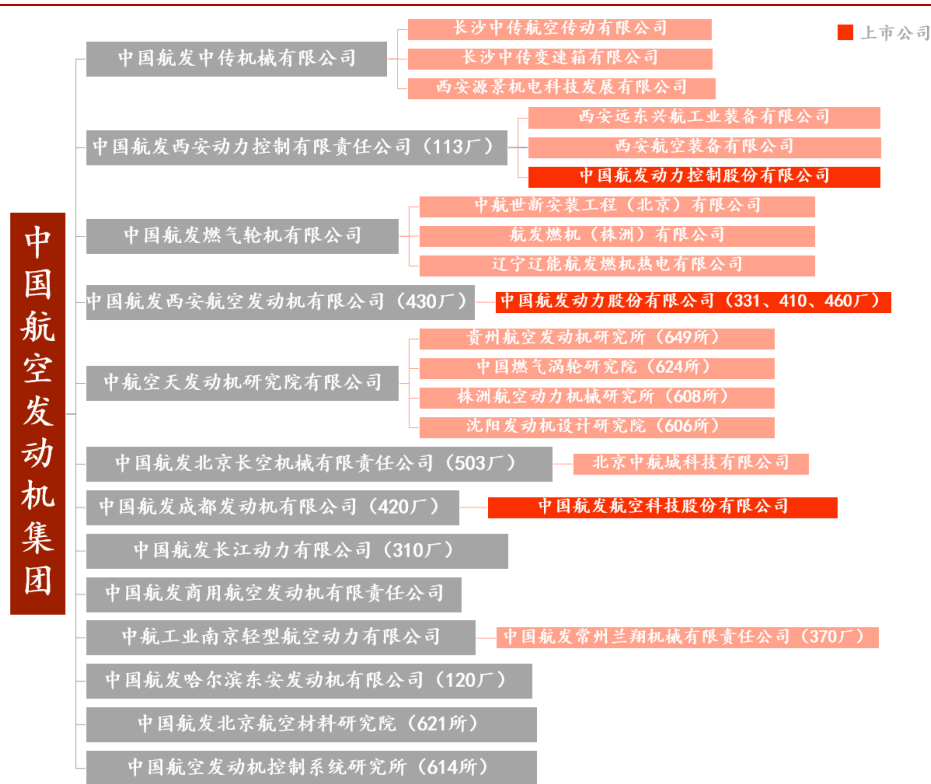 上市公司
中国航空发动机集团
中国航发中传机械有限公司
长沙中传航空传动有限公司
长沙中传变速箱有限公司
西安源景机电科技发展有限公司
中国航发西安动力控制有限责任公司（113厂）
西安远东兴航工业装备有限公司
西安航空装备有限公司
中国航发动力控制股份有限公司
中国航发燃气轮机有限公司
中航世新安装工程（北京）有限公司
航发燃机（株洲）有限公司
辽宁辽能航发燃机热电有限公司
中国航发西安航空发动机有限公司（430厂）
中国航发动力股份有限公司（331、410、460厂）
中航空天发动机研究院有限公司
贵州航空发动机研究所（649所）
中国燃气涡轮研究院（624所）
株洲航空动力机械研究所（608所）
沈阳发动机设计研究院（606所）
中国航发北京长空机械有限责任公司（503厂）
北京中航城科技有限公司
中国航发成都发动机有限公司（420厂）
中国航发航空科技股份有限公司
中国航发长江动力有限公司（310厂）
中国航发商用航空发动机有限责任公司
中航工业南京轻型航空动力有限公司
中国航发常州兰翔机械有限责任公司（370厂）
中国航发哈尔滨东安发动机有限公司（120厂）
中国航发北京航空材料研究院（621所）
中国航空发动机控制系统研究所（614所）